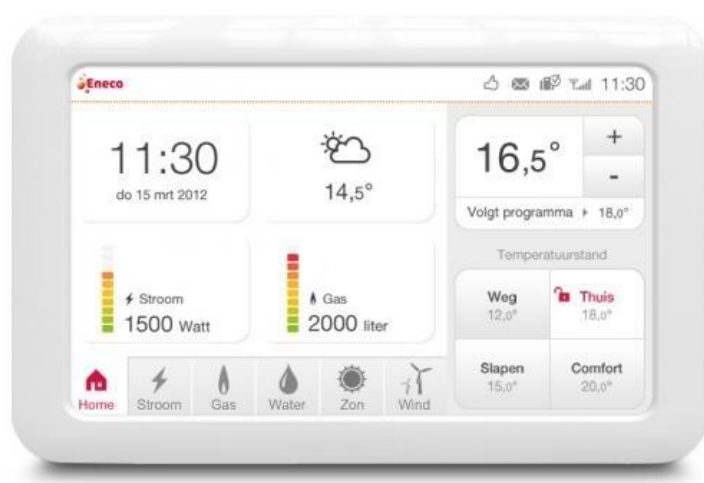 Eneco
11:30
11:30
do 15 mrt 2012
14,5°
16,5°
+
-
Volgt programma ▸ 18,0°
Temperatuurstand
Weg
12,0°
Thuis
18,0°
Slapen
15,0°
Comfort
20,0°
Stroom
1500 Watt
Gas
2000 liter
Home
Stroom
Gas
Water
Zon
Wind